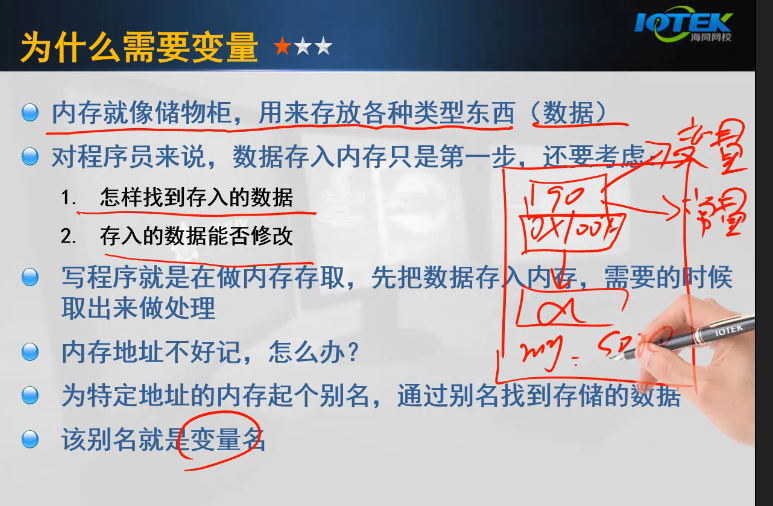 为什么需要变量
IOTEK
海同网校
内存就像储物柜，用来存放各种类型东西（数据）
对程序员来说，数据存入内存只是第一步，还要考虑
1. 怎样找到存入的数据
2. 存入的数据能否修改
写程序就是在做内存存取，先把数据存入内存，需要的时候
取出来做处理
内存地址不好记，怎么办？
为特定地址的内存起个别名，通过别名找到存储的数据
该别名就是变量名
变量
常量
190
IOTEK